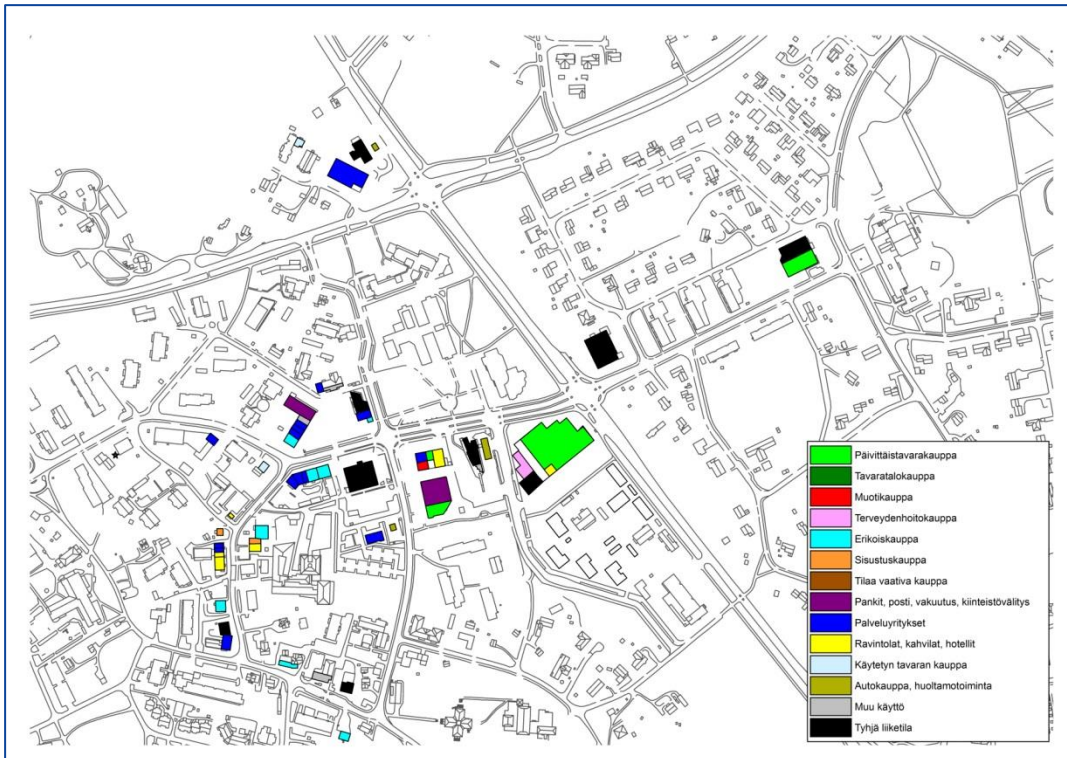 Päivittäistavarakauppa
Tavaratalokauppa
Muotikauppa
Terveydenhoitokauppa
Erikoiskauppa
Sisustuskauppa
Tilaa vaativa kauppa
Pankit, posti, vakuutus, kiinteistövälitys
Palveluyritykset
Ravintolat, kahvilat, hotellit
Käytetyn tavaran kauppa
Autokauppa, huoltamotoiminta
Muu käyttö
Tyhjä liiketila